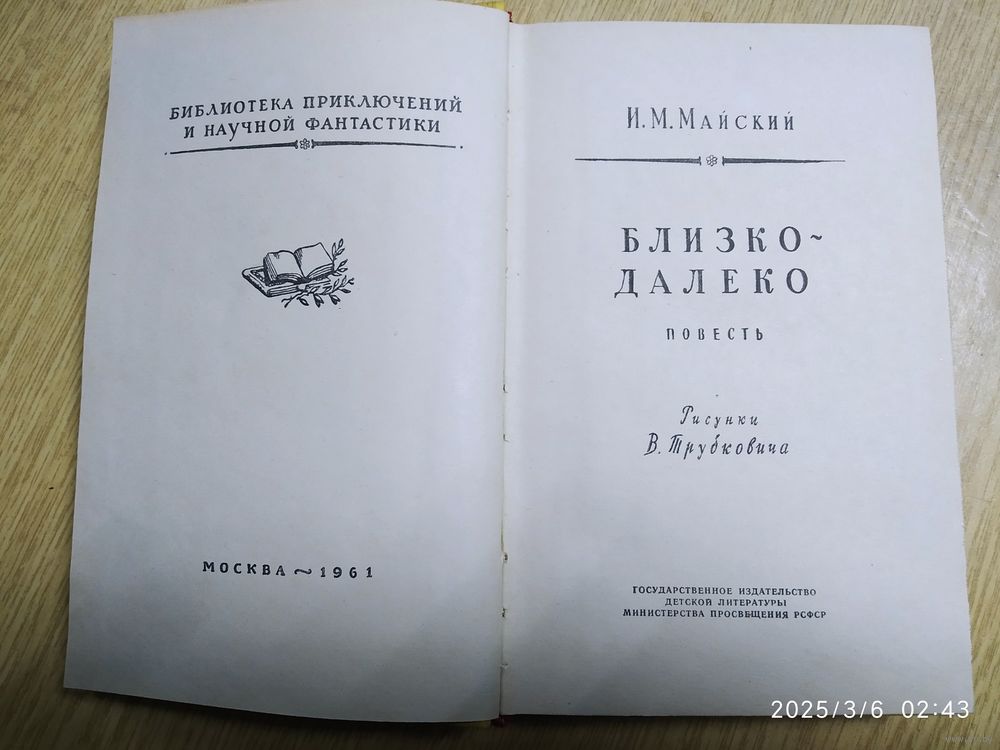 БИБЛИОТЕКА ПРИКЛЮЧЕНИЙ
И НАУЧНОЙ ФАНТАСТИКИ
МОСКВА ~ 1961
И. М. МАЙСКИЙ
БЛИЗКО-
ДАЛЕКО
ПОВЕСТЬ
Рисунки
В. Трубковича
ГОСУДАРСТВЕННОЕ ИЗДАТЕЛЬСТВО
ДЕТСКОЙ ЛИТЕРАТУРЫ
МИНИСТЕРСТВА ПРОСВЕЩЕНИЯ РСФСР
2025/3/6 02:43